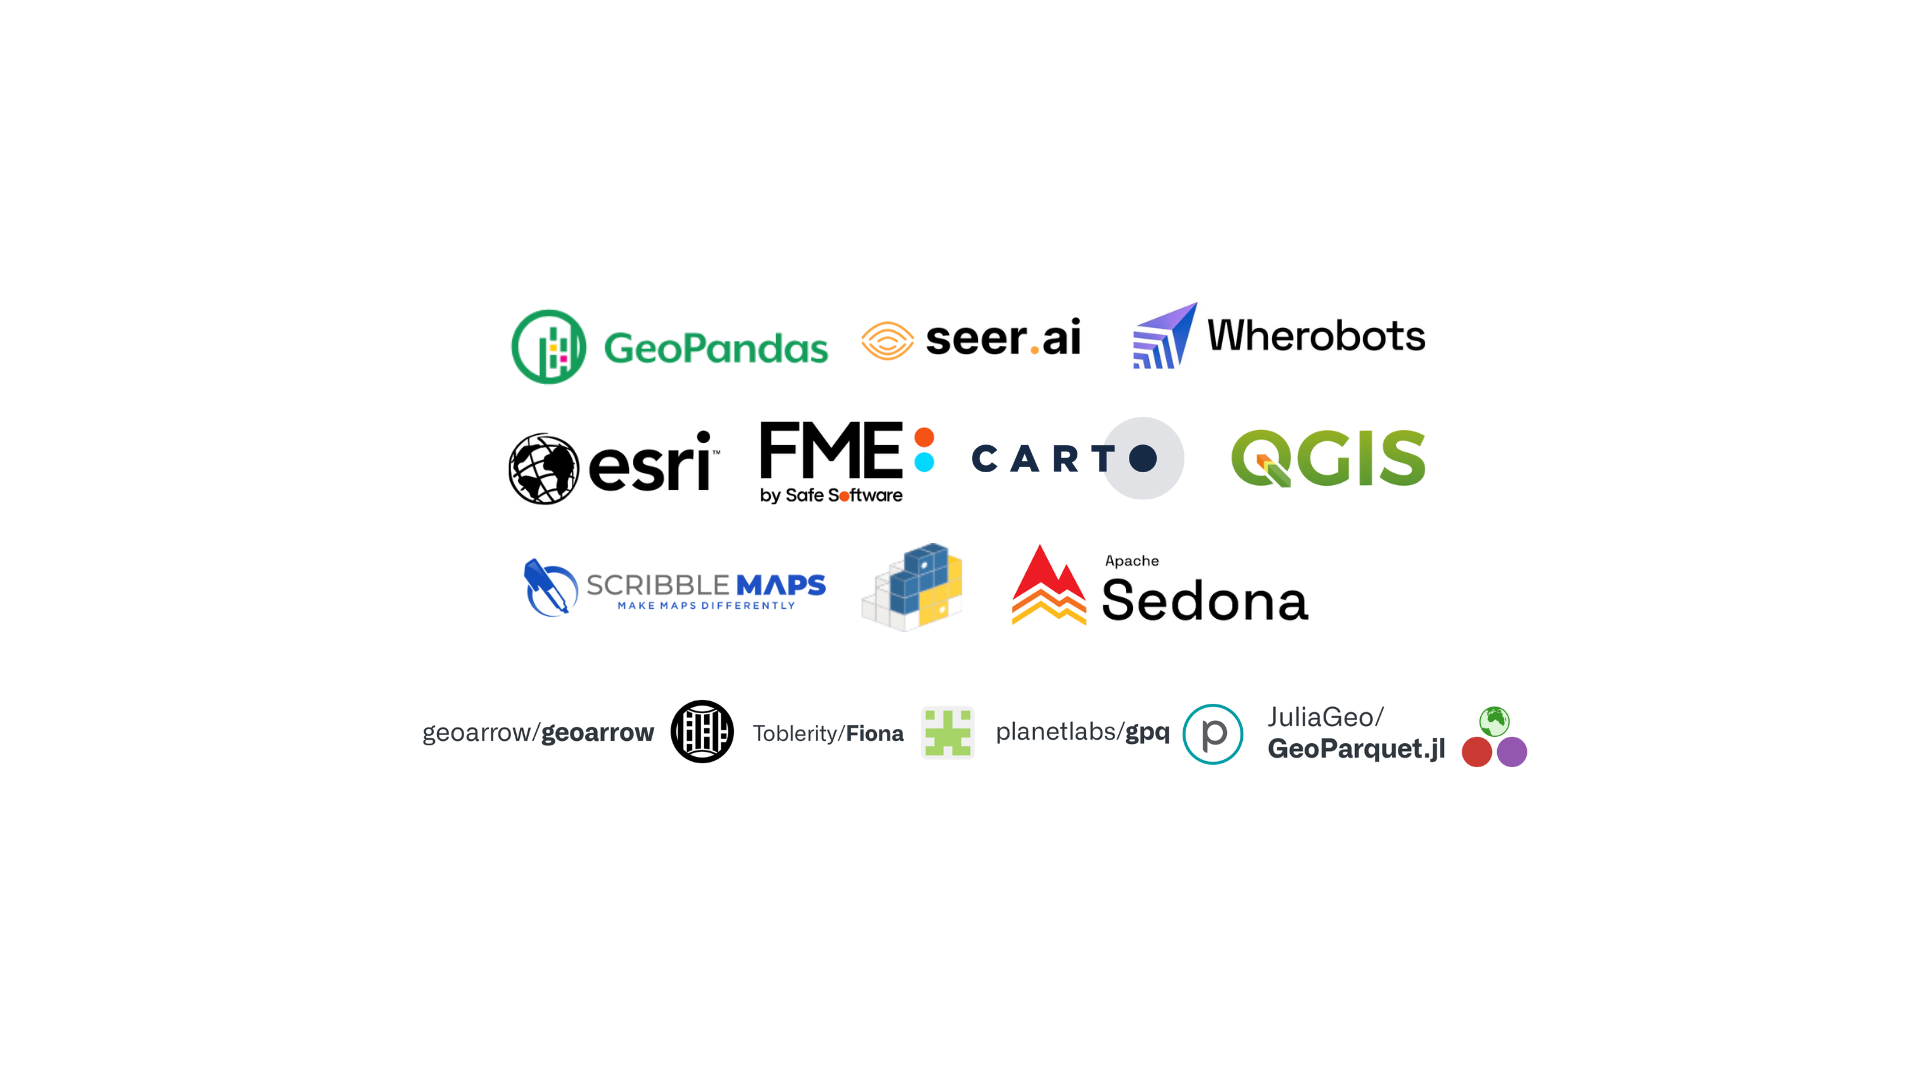 GeoPandas
seer.ai
Wherobots
esri™
FME:
by Safe Software
CARTO
QGIS
SCRIBBLE MAPS
MAKE MAPS DIFFERENTLY
Apache
Sedona
geoarrow/geoarrow
Toblerity/Fiona
planetlabs/gpq
p
JuliaGeo/
GeoParquet.jl